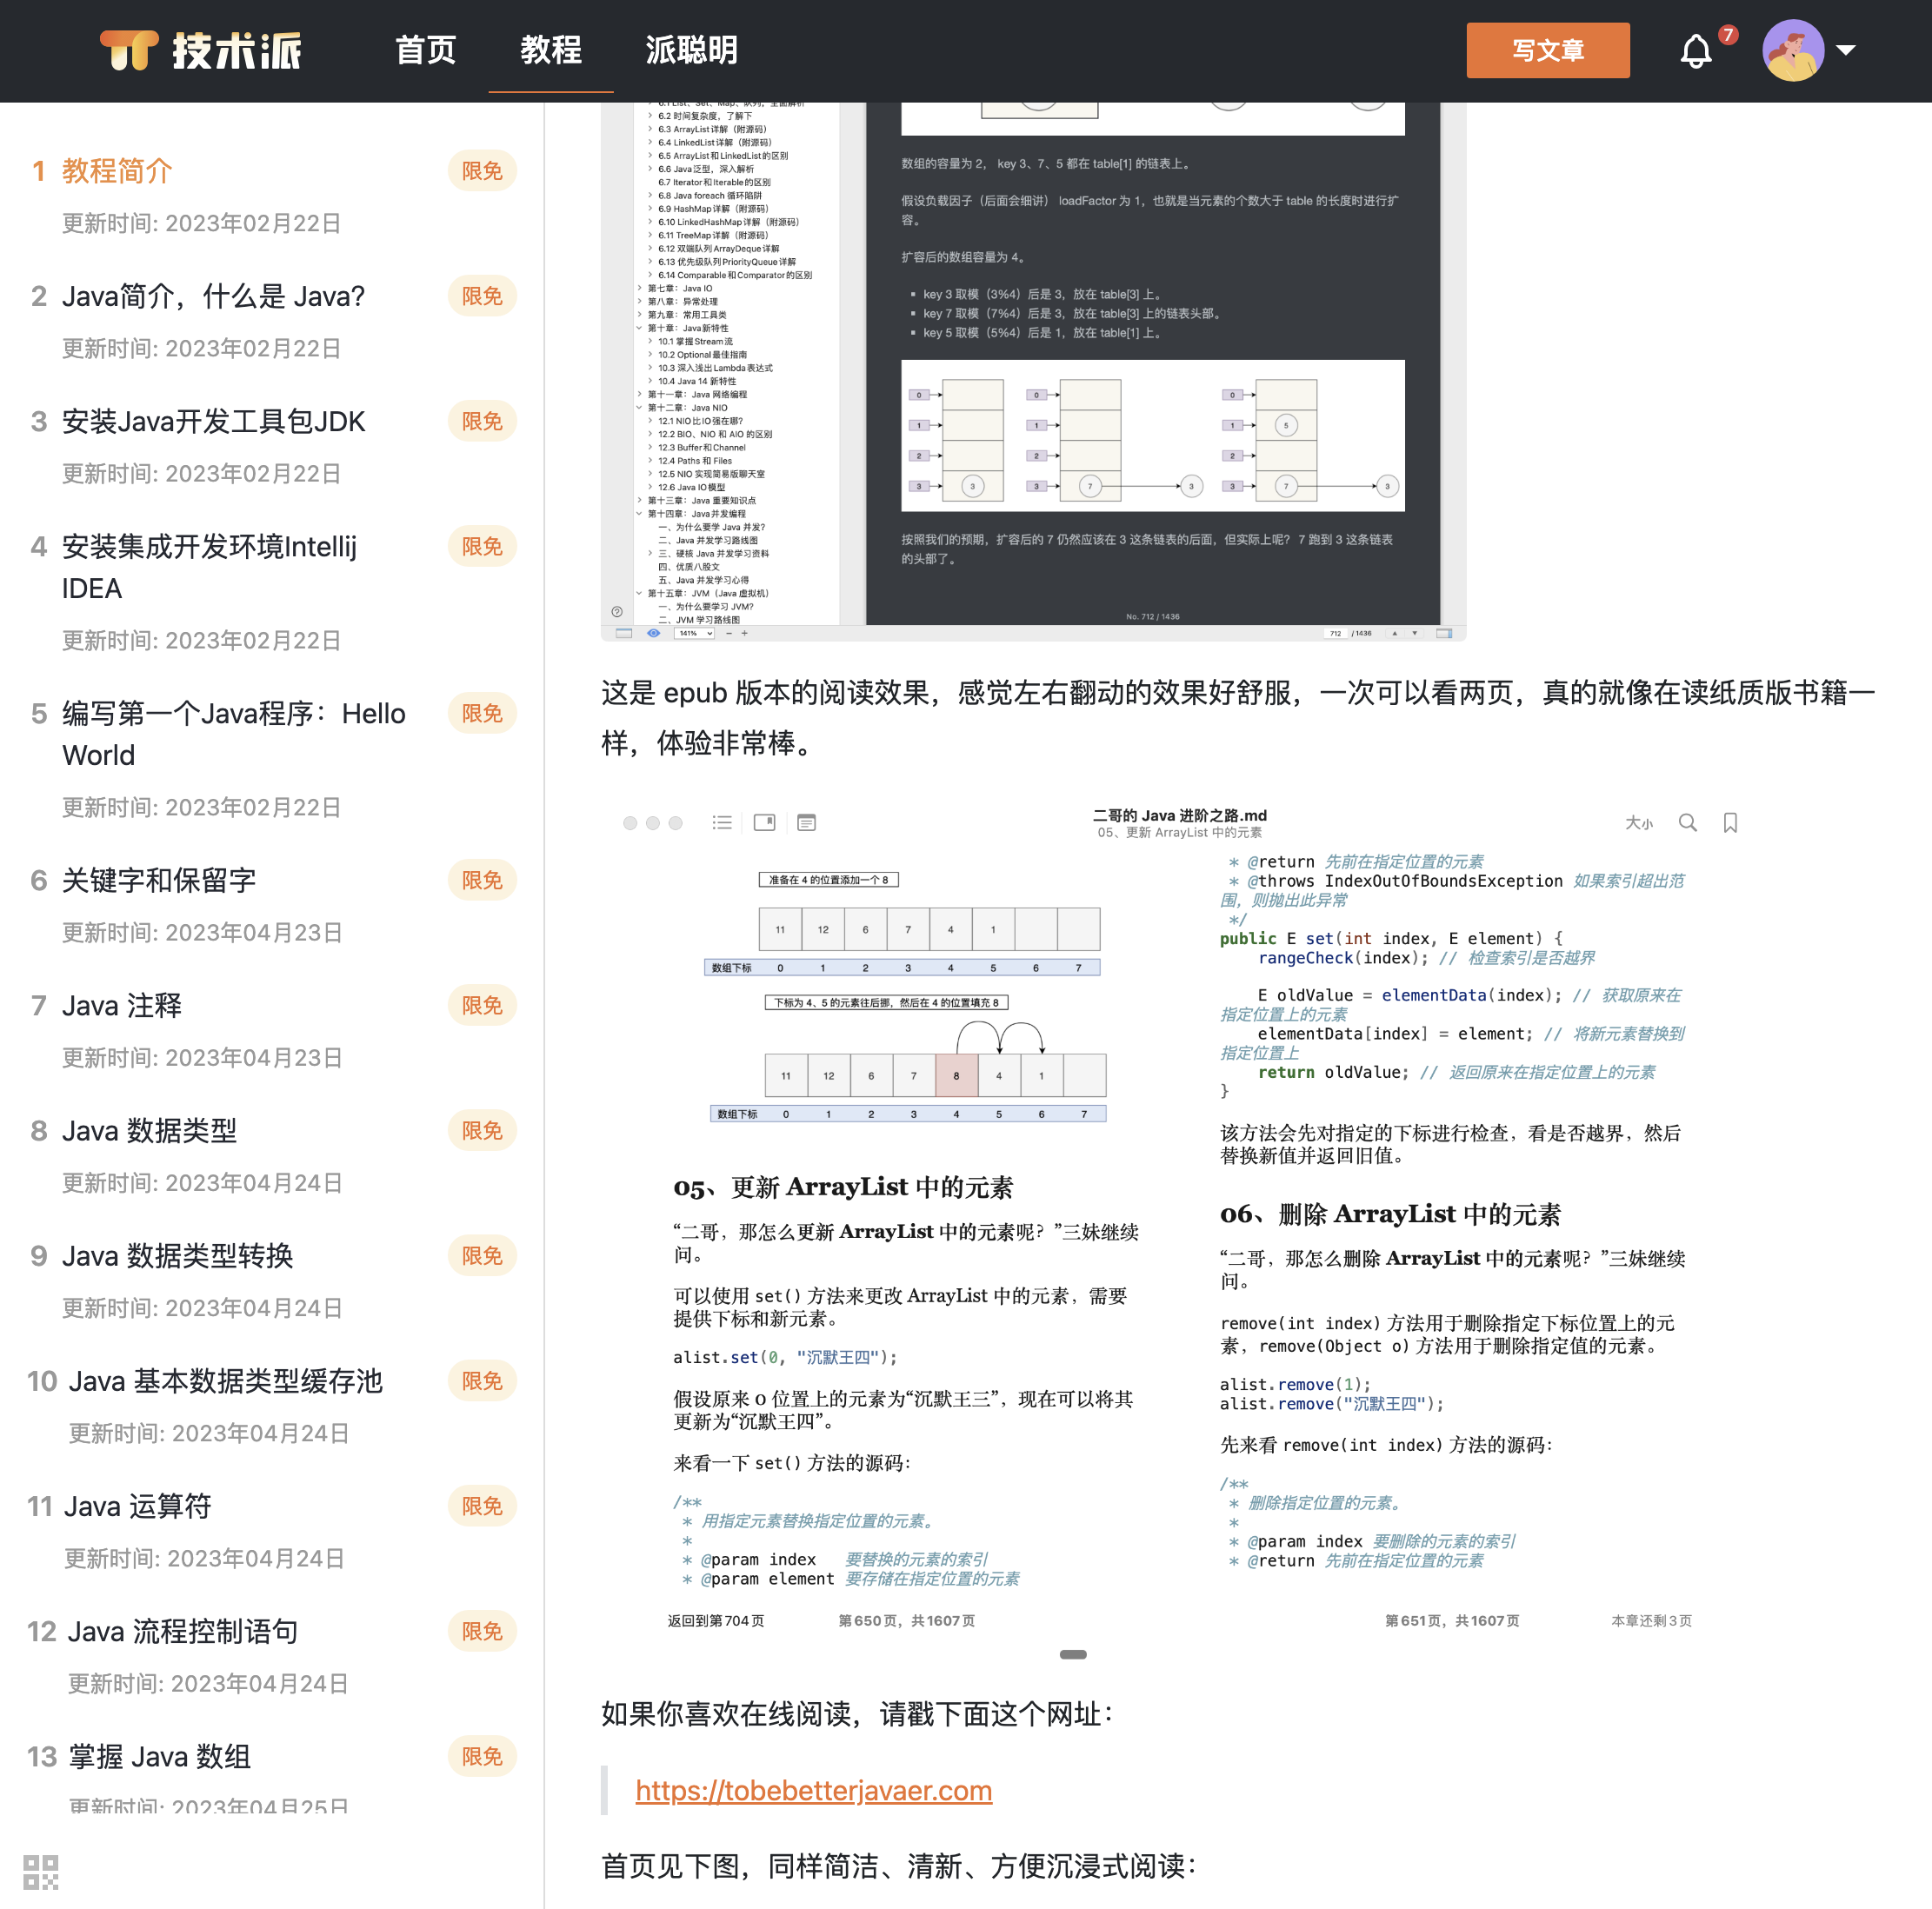 技术派
首页
教程
派聪明
写文章
7
1 教程简介
限免
更新时间: 2023年02月22日
2 Java简介，什么是 Java?
限免
更新时间: 2023年02月22日
3 安装Java开发工具包JDK
限免
更新时间: 2023年02月22日
4 安装集成开发环境Intellij
IDEA
限免
更新时间: 2023年02月22日
5 编写第一个Java程序：Hello
World
限免
更新时间: 2023年02月22日
6 关键字和保留字
限免
更新时间: 2023年04月23日
7 Java 注释
限免
更新时间: 2023年04月23日
8 Java 数据类型
限免
更新时间: 2023年04月24日
9 Java 数据类型转换
限免
更新时间: 2023年04月24日
10 Java 基本数据类型缓存池
限免
更新时间: 2023年04月24日
11 Java 运算符
限免
更新时间: 2023年04月24日
12 Java 流程控制语句
限免
更新时间: 2023年04月24日
13 掌握 Java 数组
限免
更新时间: 2023年04月25日
6.1 List、Set、Map、队列，全面解析
6.2 时间复杂度，了解下
6.3 ArrayList详解（附源码）
6.4 LinkedList详解（附源码）
6.5 ArrayList和LinkedList的区别
6.6 Java泛型，深入解析
6.7 Iterator和Iterable的区别
6.8 Java foreach 循环陷阱
6.9 HashMap详解（附源码）
6.10 LinkedHashMap详解（附源码）
6.11 TreeMap详解（附源码）
6.12 双端队列ArrayDeque详解
6.13 优先级队列PriorityQueue详解
6.14 Comparable和Comparator的区别
第七章：Java IO
第八章：异常处理
第九章：常用工具类
第十章：Java新特性
10.1 掌握Stream流
10.2 Optional最佳指南
10.3 深入浅出Lambda表达式
10.4 Java 14 新特性
第十一章：Java 网络编程
第十二章：Java NIO
12.1 NIO比IO强在哪?
12.2 BIO、NIO 和 AIO 的区别
12.3 Buffer和Channel
12.4 Paths 和 Files
12.5 NIO 实现简易版聊天室
12.6 Java IO模型
第十三章：Java 重要知识点
第十四章：Java并发编程
一、为什么要学 Java 并发?
二、Java 并发学习路线图
三、硬核 Java 并发学习资料
四、优质八股文
五、Java 并发学习心得
第十五章：JVM（Java 虚拟机）
一、为什么要学习 JVM?
二、JVM 学习路线图
141%
数组的容量为 2， key 3、7、5 都在 table[1] 的链表上。
假设负载因子（后面会细讲） loadFactor 为 1，也就是当元素的个数大于 table 的长度时进行扩
容。
扩容后的数组容量为 4。
key 3 取模（3%4）后是 3，放在 table[3] 上。
key 7 取模（7%4）后是 3，放在 table[3] 上的链表头部。
key 5 取模（5%4）后是 1，放在 table[1] 上。
0 0 0
1 1 1 5
2 2 2
3 3 3 7 3 3 7 3
按照我们的预期，扩容后的 7 仍然应该在 3 这条链表的后面，但实际上呢？ 7 跑到 3 这条链表
的头部了。
No. 712 / 1436
712 / 1436
这是 epub 版本的阅读效果，感觉左右翻动的效果好舒服，一次可以看两页，真的就像在读纸质版书籍一
样，体验非常棒。
二哥的 Java 进阶之路.md
05、更新 ArrayList 中的元素
大小
准备在 4 的位置添加一个 8
11 12 6 7 4 1
数组下标 0 1 2 3 4 5 6 7
下标为 4、5 的元素往后挪，然后在 4 的位置填充 8
11 12 6 7 8 4 1
数组下标 0 1 2 3 4 5 6 7
05、更新 ArrayList 中的元素
“二哥，那怎么更新 ArrayList 中的元素呢？”三妹继续
问。
可以使用 set() 方法来更改 ArrayList 中的元素，需要
提供下标和新元素。
alist.set(0, "沉默王四");
假设原来 0 位置上的元素为“沉默王三”，现在可以将其
更新为“沉默王四”。
来看一下 set() 方法的源码：
/**
* 用指定元素替换指定位置的元素。
*
* @param index 要替换的元素的索引
* @param element 要存储在指定位置的元素
返回到第704页
第650页，共1607页
* @return 先前在指定位置的元素
* @throws IndexOutOfBoundsException 如果索引超出范
围，则抛出此异常
*/
public E set(int index, E element) {
rangeCheck(index); // 检查索引是否越界
E oldValue = elementData(index); // 获取原来在
指定位置上的元素
elementData[index] = element; // 将新元素替换到
指定位置上
return oldValue; // 返回原来在指定位置上的元素
}
该方法会先对指定的下标进行检查，看是否越界，然后
替换新值并返回旧值。
06、删除 ArrayList 中的元素
“二哥，那怎么删除 ArrayList 中的元素呢？”三妹继续
问。
remove(int index) 方法用于删除指定下标位置上的元
素，remove(Object o) 方法用于删除指定值的元素。
alist.remove(1);
alist.remove("沉默王四");
先来看 remove(int index) 方法的源码：
/**
* 删除指定位置的元素。
*
* @param index 要删除的元素的索引
* @return 先前在指定位置的元素
第651页，共1607页
本章还剩3页
如果你喜欢在线阅读，请戳下面这个网址：
https://tobebetterjavaer.com
首页见下图，同样简洁、清新、方便沉浸式阅读：